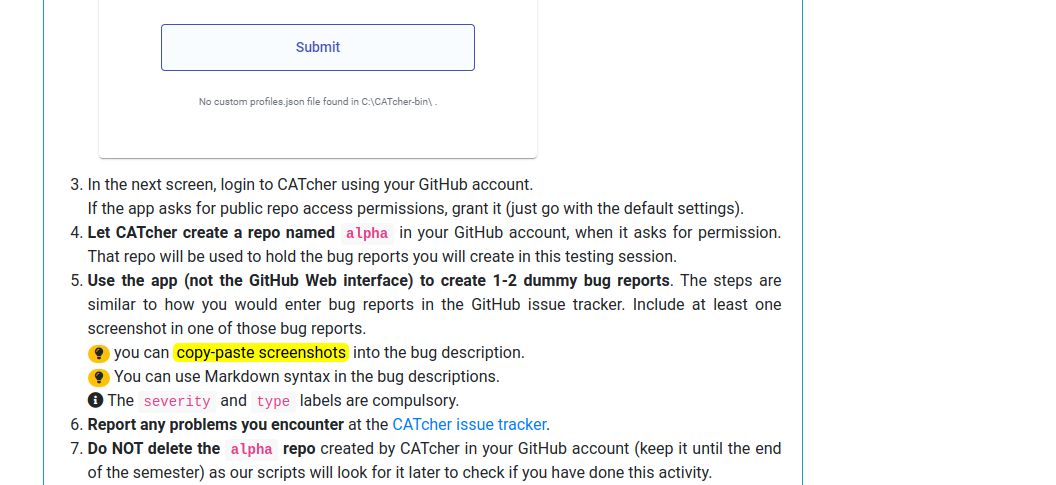 Submit
No custom profiles.json file found in C:\CATcher-bin\ .
3. In the next screen, login to CATcher using your GitHub account.
If the app asks for public repo access permissions, grant it (just go with the default settings).
4. Let CATcher create a repo named alpha in your GitHub account, when it asks for permission.
That repo will be used to hold the bug reports you will create in this testing session.
5. Use the app (not the GitHub Web interface) to create 1-2 dummy bug reports. The steps are
similar to how you would enter bug reports in the GitHub issue tracker. Include at least one
screenshot in one of those bug reports.
you can copy-paste screenshots into the bug description.
You can use Markdown syntax in the bug descriptions.
The severity and type labels are compulsory.
6. Report any problems you encounter at the CATcher issue tracker.
7. Do NOT delete the alpha repo created by CATcher in your GitHub account (keep it until the end
of the semester) as our scripts will look for it later to check if you have done this activity.